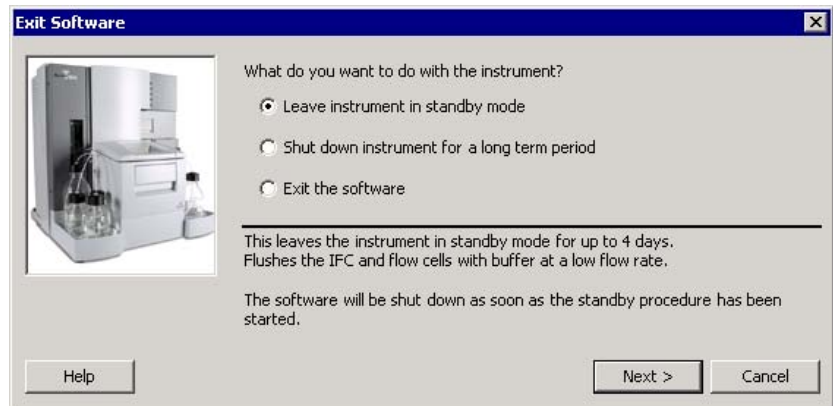 Exit Software
What do you want to do with the instrument?
Leave instrument in standby mode
Shut down instrument for a long term period
Exit the software
This leaves the instrument in standby mode for up to 4 days.
Flushes the IFC and flow cells with buffer at a low flow rate.
The software will be shut down as soon as the standby procedure has been
started.
Help
Next >
Cancel